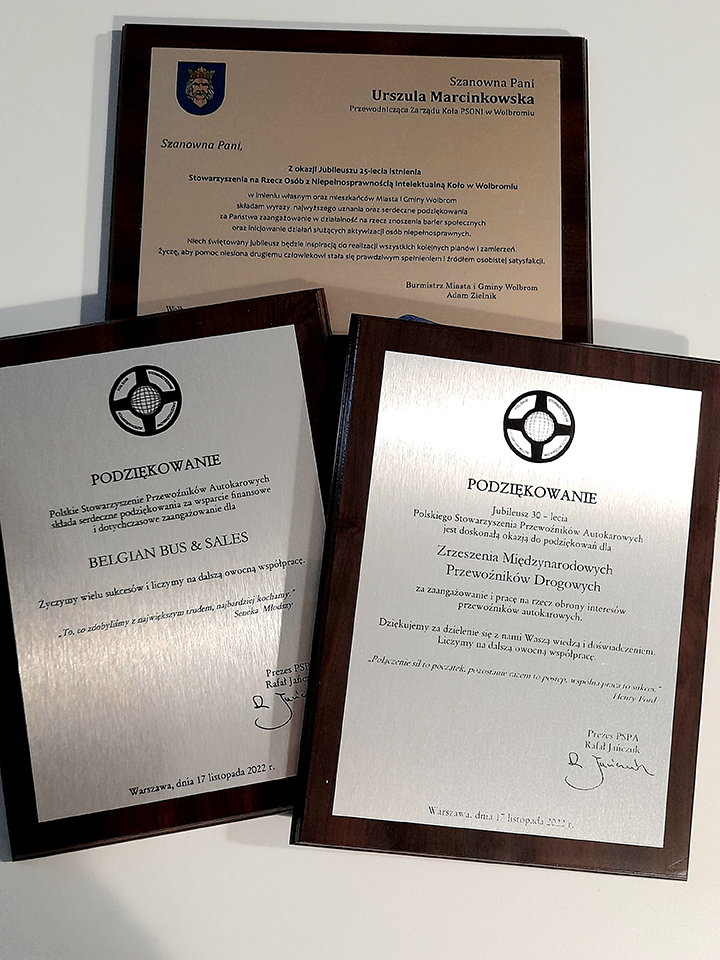 Szanowna Pani
Urszula Marcinkowska
Przewodnicząca Zarządu Koła PSONI w Wolbromiu
Szanowna Pani,
Z okazji Jubileuszu 25-lecia Istnienia
Stowarzyszenia na Rzecz Osób z Niepełnosprawnością Intelektualną Koło w Wolbromiu
w imieniu własnym oraz mieszkańców Miasta i Gminy Wolbrom
składam wyrazy najwyższego uznania oraz serdeczne podziękowania
za Państwa zaangażowanie w działalność na rzecz znoszenia barier społecznych
oraz inicjowanie działań służących aktywizacji osób niepełnosprawnych.
Niech świętowany jubileusz będzie inspiracją do realizacji wszystkich kolejnych planów i zamierzeń.
Życzę, aby pomoc niesiona drugiemu człowiekowi stała się prawdziwym spełnieniem i źródłem osobistej satysfakcji.
Burmistrz Miasta i Gminy Wolbrom
Adam Zielnik
PODZIĘKOWANIE
Polskie Stowarzyszenie Przewoźników Autokarowych
składa serdeczne podziękowania za wsparcie finansowe
i dotychczasowe zaangażowanie dla
BELGIAN BUS & SALES
Życzymy wielu sukcesów i liczymy na dalszą owocną współpracę.
„To, co zdobyliśmy z największym trudem, najbardziej kochamy."
Seneka Młodszy
Prezes PSPA
Rafał Jańcz
Warszawa, dnia 17 listopada 2022 r.
PODZIĘKOWANIE
Jubileusz 30 – lecia
Polskiego Stowarzyszenia Przewoźników Autokarowych
jest doskonałą okazją do podziękowań dla
Zrzeszenia Międzynarodowych
Przewoźników Drogowych
za zaangażowanie i pracę na rzecz obrony interesów
przewoźników autokarowych.
Dziękujemy za dzielenie się z nami Waszą wiedzą i doświadczeniem.
Liczymy na dalszą owocną współpracę.
„Połączenie sił to początek, pozostanie razem to postęp, wspólna praca to sukces."
Henry Ford
Prezes PSPA
Rafał Jańczuk
Warszawa, dnia 17 listopada 2022 r.